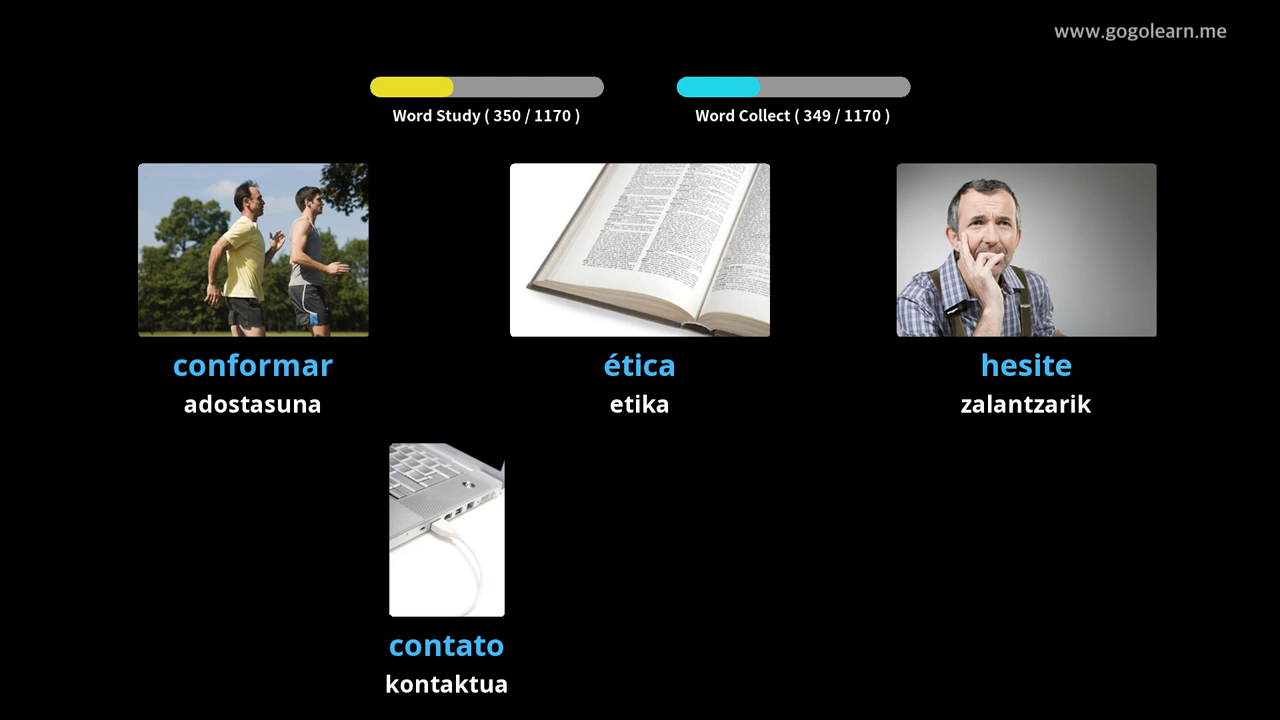 www.gogolearn.me
Word Study ( 350 / 1170 )
Word Collect ( 349 / 1170 )
conformar
adostasuna
ética
etika
hesite
zalantzarik
contato
kontaktua